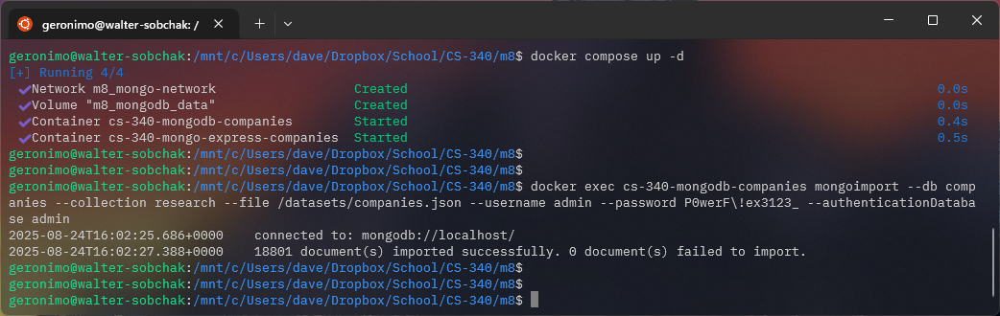 geronimo@walter-sobchak: /
geronimo@walter-sobchak:/mnt/c/Users/dave/Dropbox/School/CS-340/m8$ docker compose up -d
[+] Running 4/4
✔Network m8_mongo-network Created 0.0s
✔Volume "m8_mongodb_data" Created 0.0s
✔Container cs-340-mongodb-companies Started 0.4s
✔Container cs-340-mongo-express-companies Started 0.5s
geronimo@walter-sobchak:/mnt/c/Users/dave/Dropbox/School/CS-340/m8$
geronimo@walter-sobchak:/mnt/c/Users/dave/Dropbox/School/CS-340/m8$
geronimo@walter-sobchak:/mnt/c/Users/dave/Dropbox/School/CS-340/m8$ docker exec cs-340-mongodb-companies mongoimport --db comp
anies --collection research --file /datasets/companies.json --username admin --password P0werF\!ex3123_ --authenticationDataba
se admin
2025-08-24T16:02:25.686+0000 connected to: mongodb://localhost/
2025-08-24T16:02:27.388+0000 18801 document(s) imported successfully. 0 document(s) failed to import.
geronimo@walter-sobchak:/mnt/c/Users/dave/Dropbox/School/CS-340/m8$
geronimo@walter-sobchak:/mnt/c/Users/dave/Dropbox/School/CS-340/m8$
geronimo@walter-sobchak:/mnt/c/Users/dave/Dropbox/School/CS-340/m8$